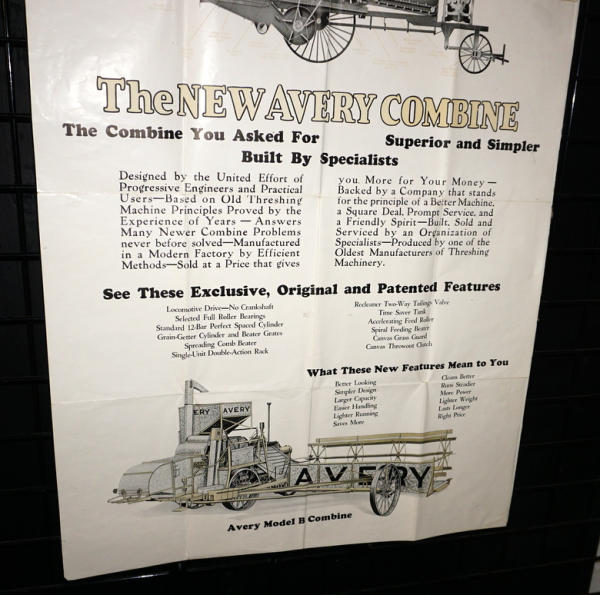 The NEW AVERY COMBINE
The Combine You Asked For
Superior and Simpler
Built By Specialists
Designed by the United Effort of
Progressive Engineers and Practical
Users—Based on Old Threshing
Machine Principles Proved by the
Experience of Years — Answers
Many Newer Combine Problems
never before solved—Manufactured
in a Modern Factory by Efficient
Methods—Sold at a Price that gives
you More for Your Money —
Backed by a Company that stands
for the principle of a Better Machine,
a Square Deal, Prompt Service, and
a Friendly Spirit—Built, Sold and
Serviced by an Organization of
Specialists—Produced by one of the
Oldest Manufacturers of Threshing
Machinery.
See These Exclusive, Original and Patented Features
Locomotive Drive—No Crankshaft
Selected Full Roller Bearings
Standard 12-Bar Perfect Spaced Cylinder
Grain-Getter Cylinder and Beater Grates
Spreading Comb Beater
Single-Unit Double-Action Rack
Recleaner Two-Way Tailings Valve
Time Saver Tank
Accelerating Feed Roller
Spiral Feeding Beater
Canvas Grass Guard
Canvas Throwout Clutch
What These New Features Mean to You
Better Looking
Simpler Design
Larger Capacity
Easier Handling
Lighter Running
Saves More
Cleans Better
Runs Steadier
More Power
Lighter Weight
Lasts Longer
Right Price
ERY AVERY
AVERY
Avery Model B Combine